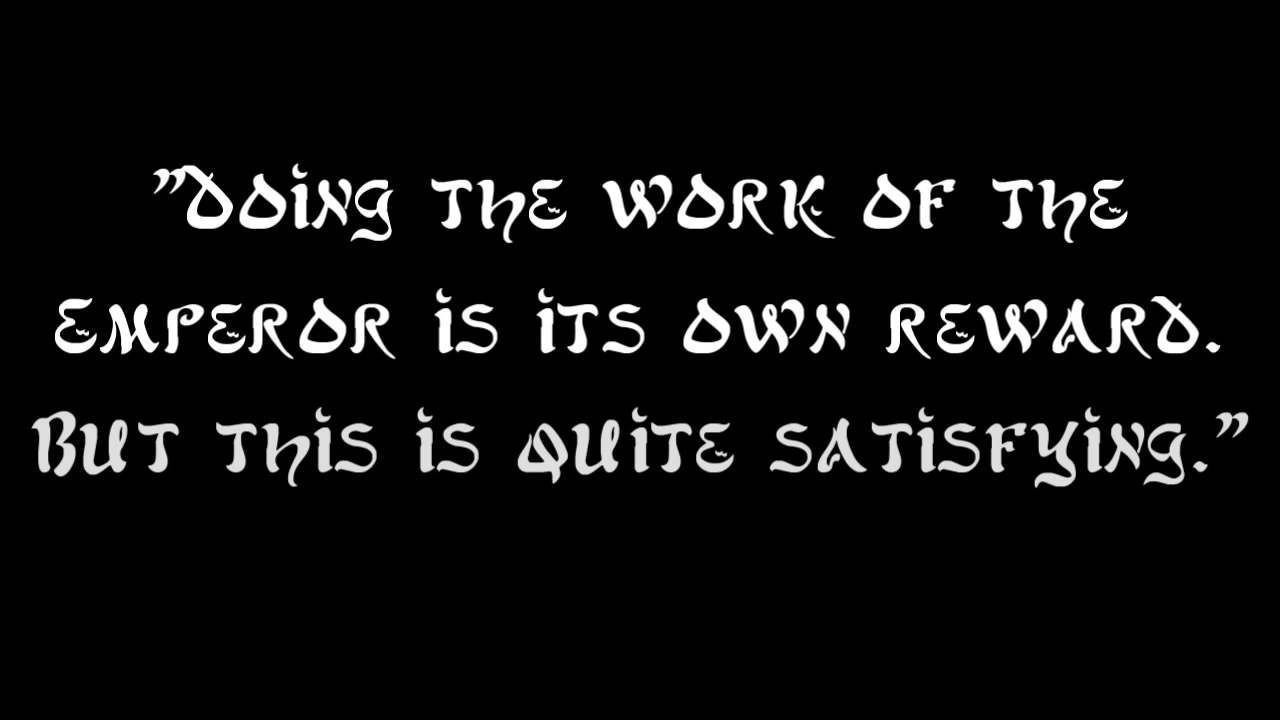 ”Doing the work of the
Emperor is its own reward.
But this is quite satisfying.”